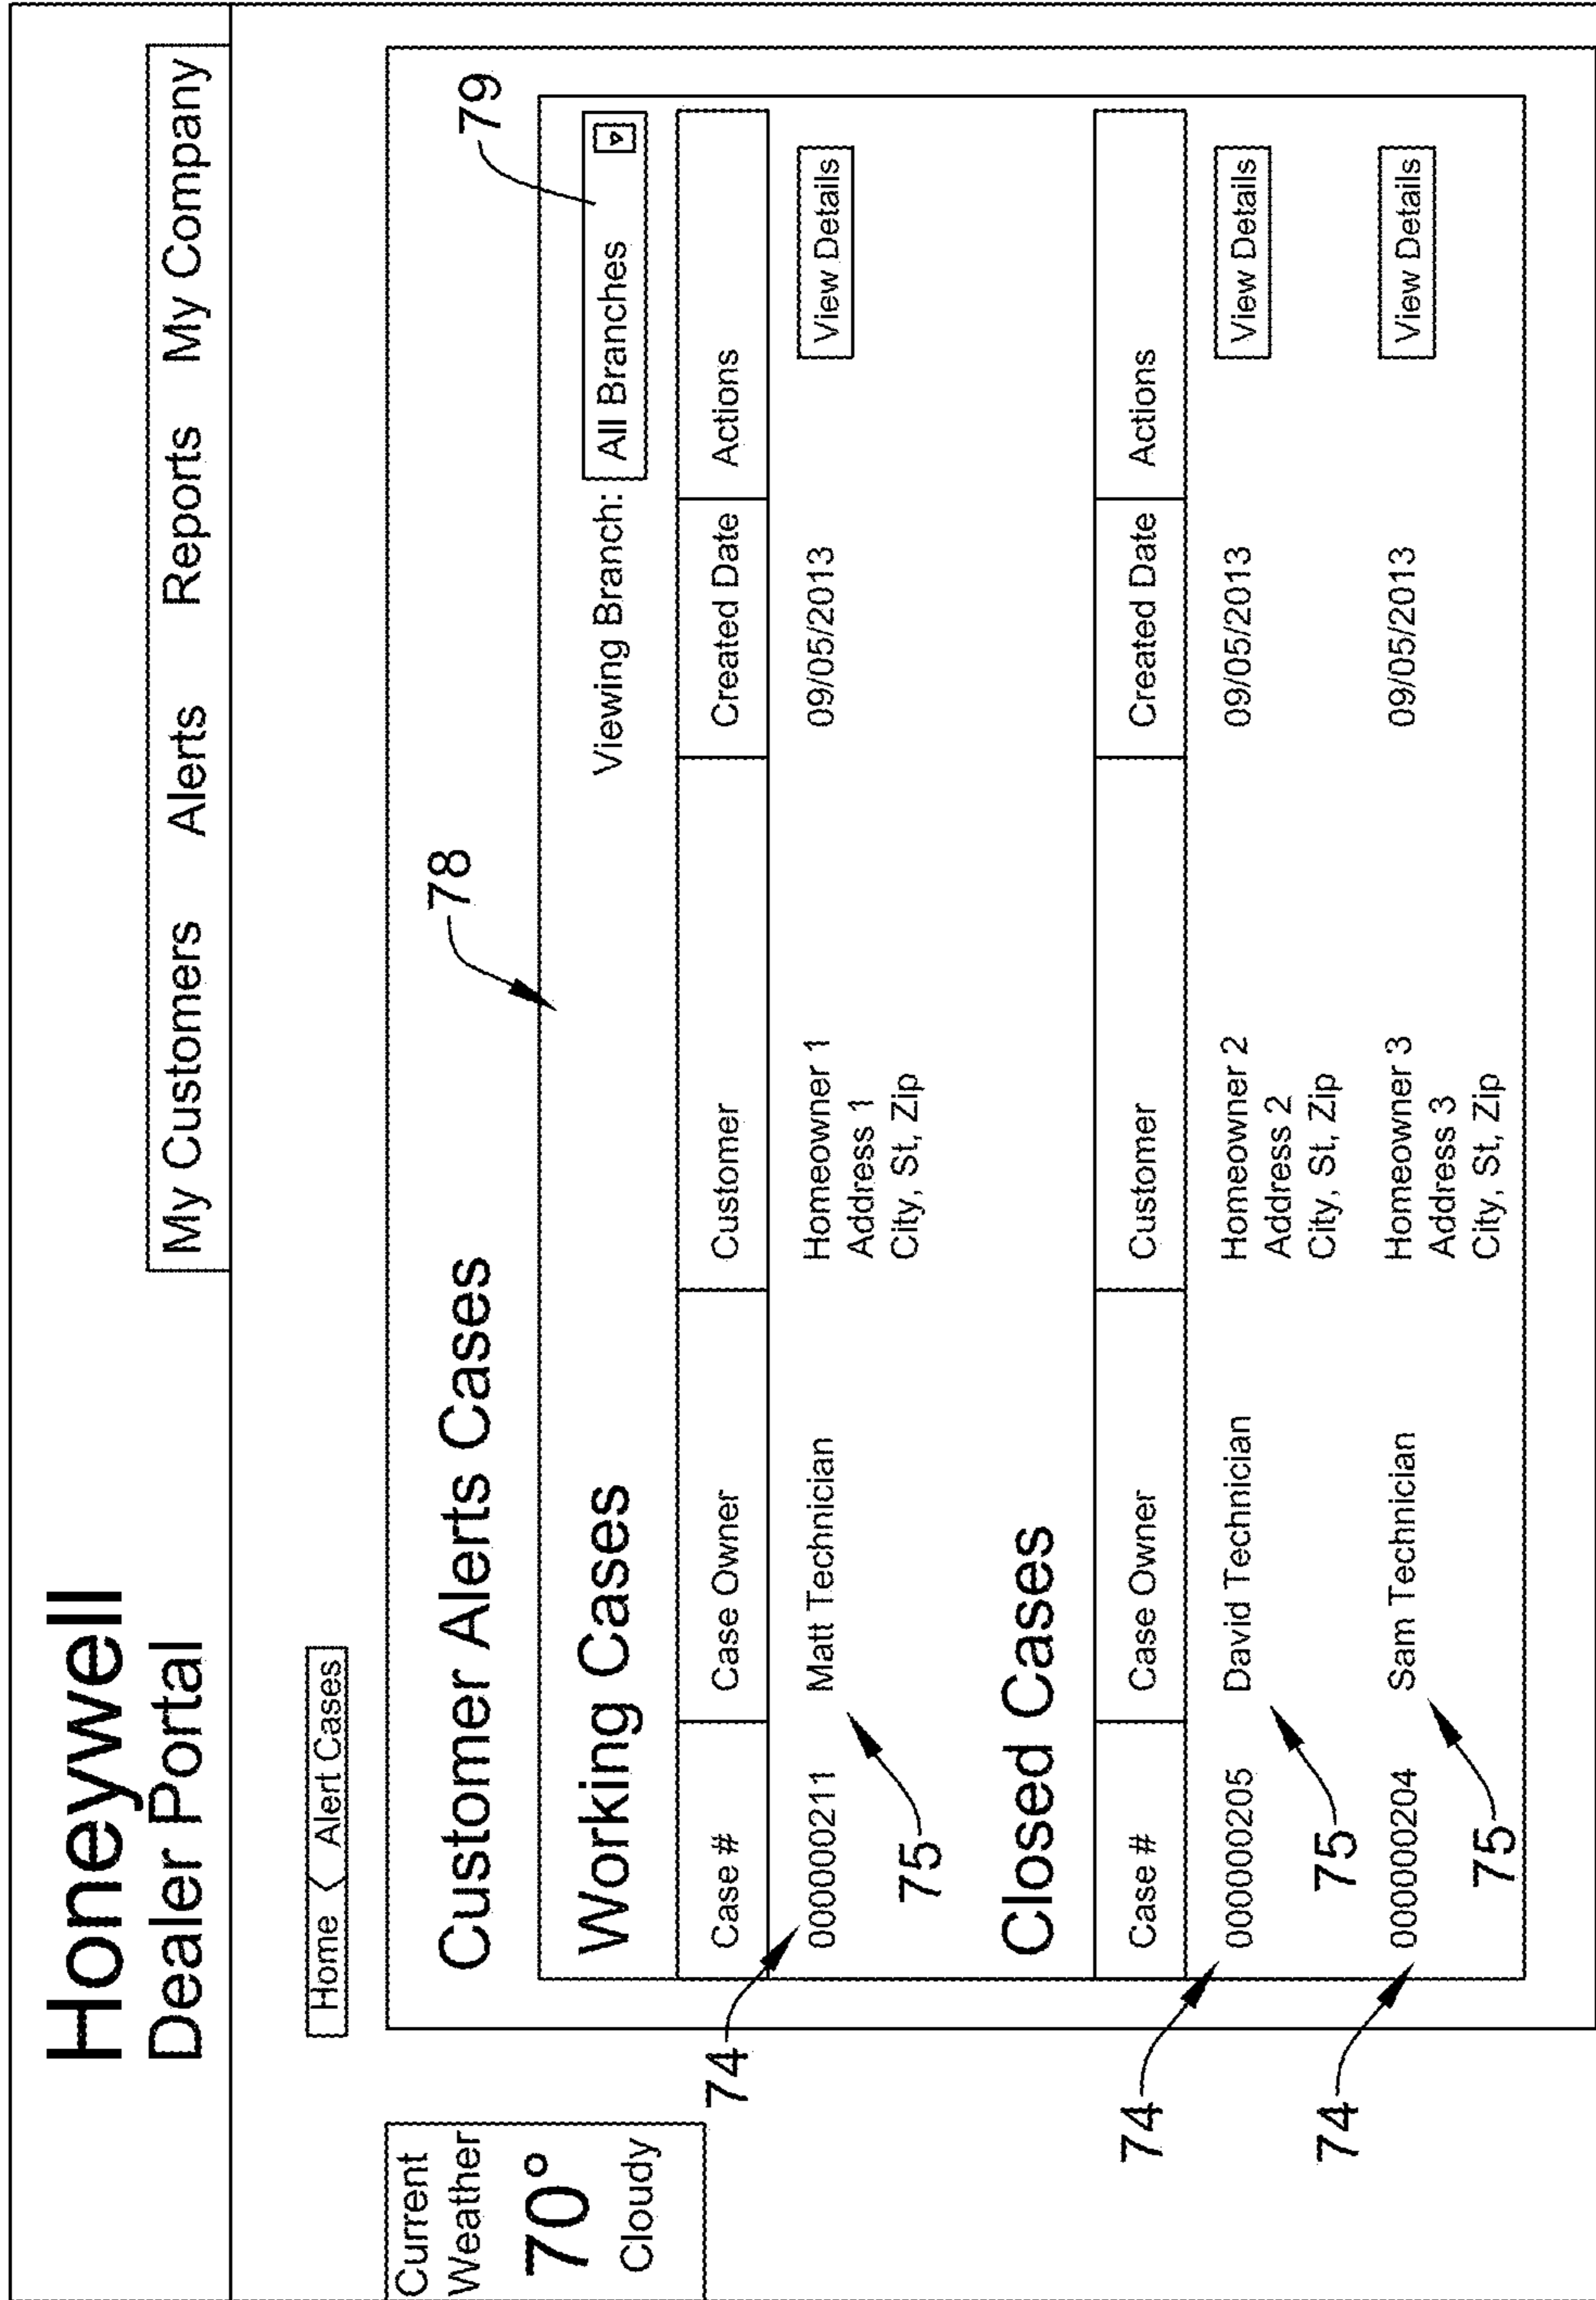 Honeywell
Dealer Portal
My Customers Alerts Reports My Company
Home Alert Cases
Current
Weather
70°
Cloudy
Customer Alerts Cases
78
79
Working Cases
Viewing Branch: All Branches
Case # Case Owner Customer Created Date Actions
74
000000211 Matt Technician Homeowner 1 09/05/2013 View Details
Address 1
City, St, Zip
75
Closed Cases
Case # Case Owner Customer Created Date Actions
74
000000205 David Technician Homeowner 2 09/05/2013 View Details
Address 2
City, St, Zip
75
74
000000204 Sam Technician Homeowner 3 09/05/2013 View Details
Address 3
City, St, Zip
75